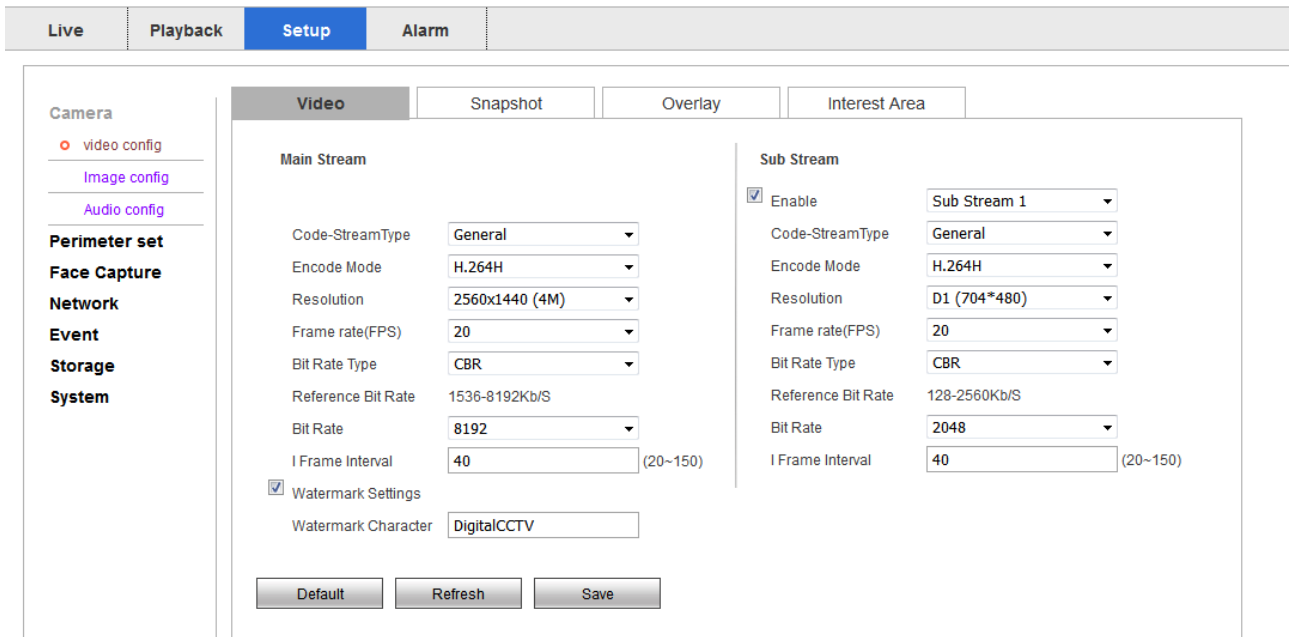 Live Playback Setup Alarm
Camera
video config
Image config
Audio config
Perimeter set
Face Capture
Network
Event
Storage
System
Video Snapshot Overlay Interest Area
Main Stream
Code-StreamType General
Encode Mode H.264H
Resolution 2560x1440 (4M)
Frame rate(FPS) 20
Bit Rate Type CBR
Reference Bit Rate 1536-8192Kb/S
Bit Rate 8192
I Frame Interval 40 (20~150)
Watermark Settings
Watermark Character DigitalCCTV
Sub Stream
Enable Sub Stream 1
Code-StreamType General
Encode Mode H.264H
Resolution D1 (704*480)
Frame rate(FPS) 20
Bit Rate Type CBR
Reference Bit Rate 128-2560Kb/S
Bit Rate 2048
I Frame Interval 40 (20~150)
Default Refresh Save